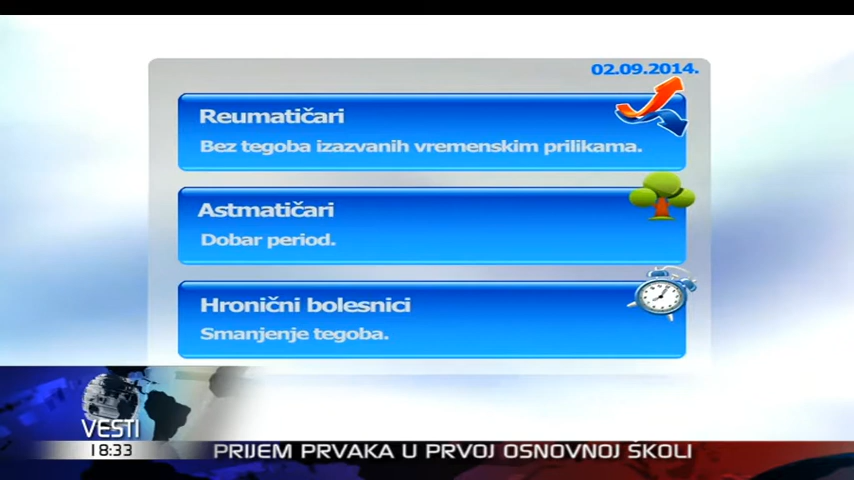 02.09.2014.
Reumatičari
Bez tegoba izazvanih vremenskim prilikama.
Astmatičari
Dobar period.
Hronični bolesnici
Smanjenje tegoba.
VESTI
18:33
PRIJEM PRVAKA U PRVOJ OSNOVNOJ ŠKOLI